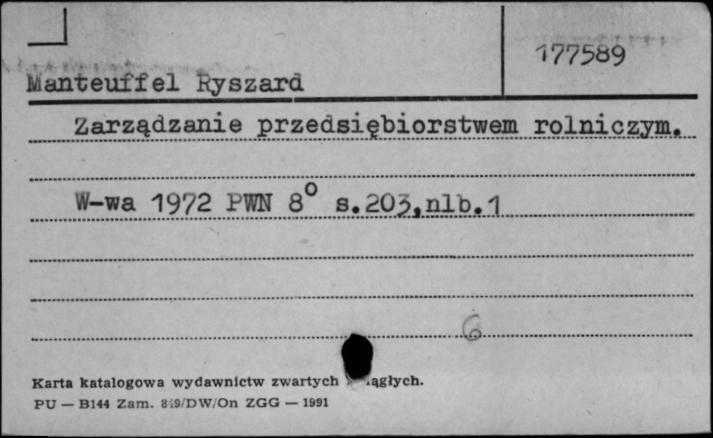 177589
Manteuffel Ryszard
Zarządzanie przedsiębiorstwem rolniczym.
W-wa 1972 PWN 8° s.203,nlb.1
6
Karta katalogowa wydawnictw zwartych
PU — B144 Zam. /DW/On ZGG — 1991